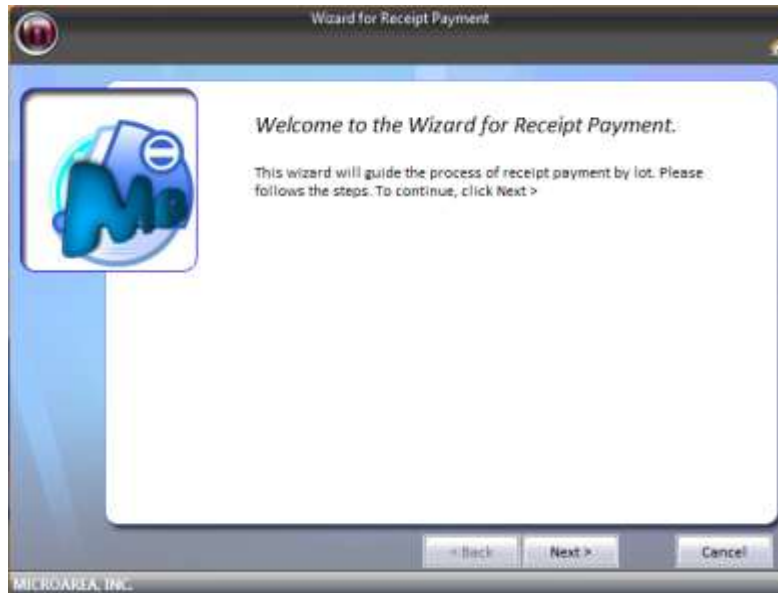 Wizard for Receipt Payment
Welcome to the Wizard for Receipt Payment.
This wizard will guide the process of receipt payment by lot. Please
follows the steps. To continue, click Next >
< Back Next > Cancel
MICROAREA, INC.